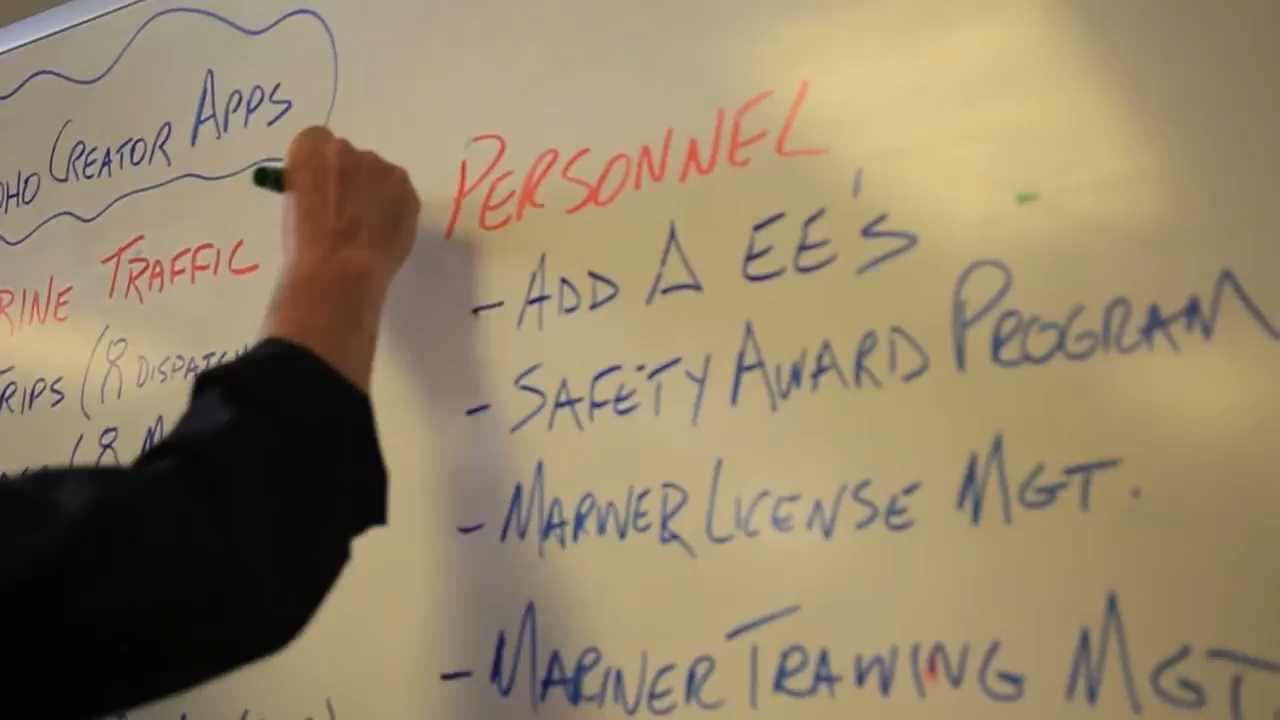 OHO CREATOR APPS
RINE TRAFFIC
RIPS (8 DISPATCH
PERSONNEL
- ADD Δ EE'S
- SAFETY AWARD PROGRAM
- MARINER LICENSE MGT.
- MARINER TRAINING MGT.